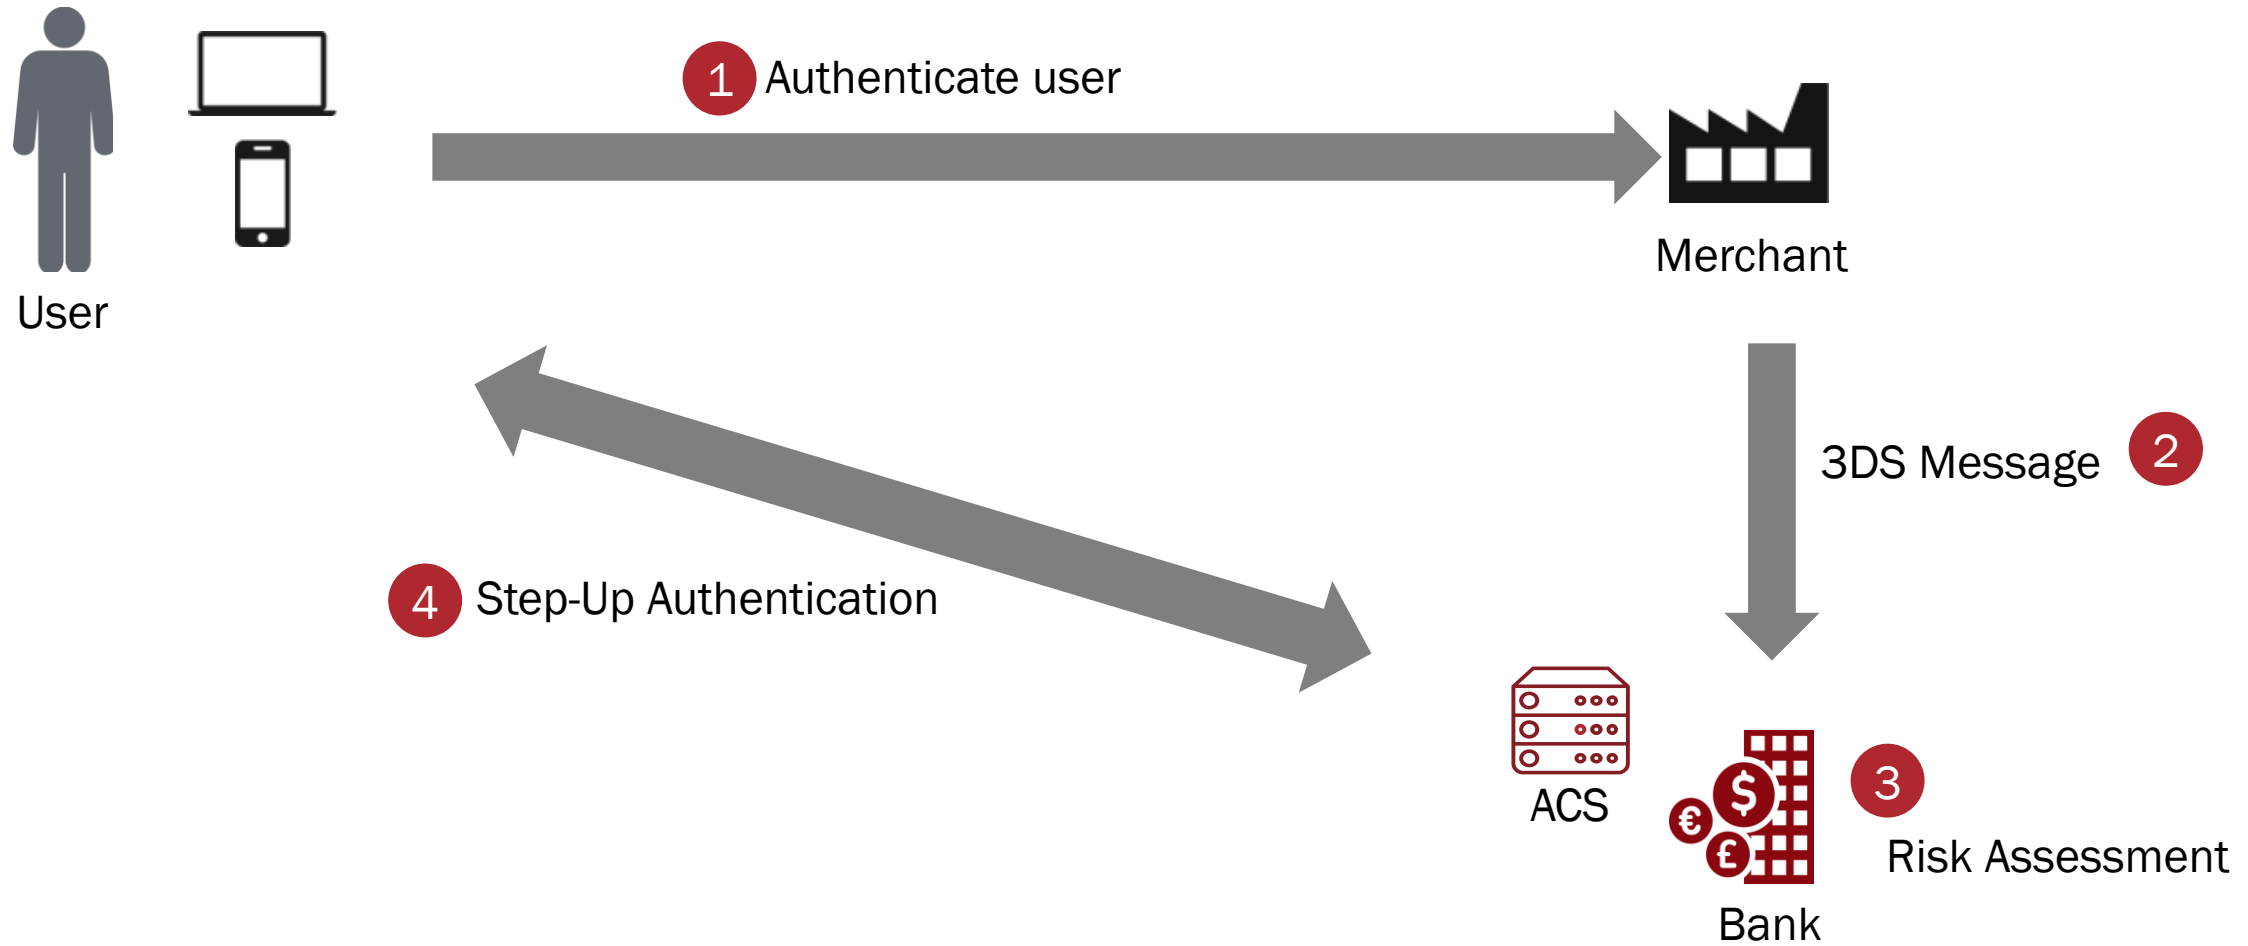 1 Authenticate user
Merchant
User
3DS Message 2
4 Step-Up Authentication
ACS
$
€
£
3
Risk Assessment
Bank